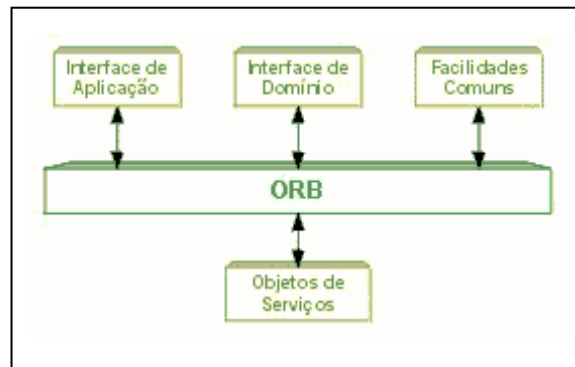 Interface de
Aplicação
Interface de
Domínio
Facilidades
Comuns
ORB
Objetos de
Serviços